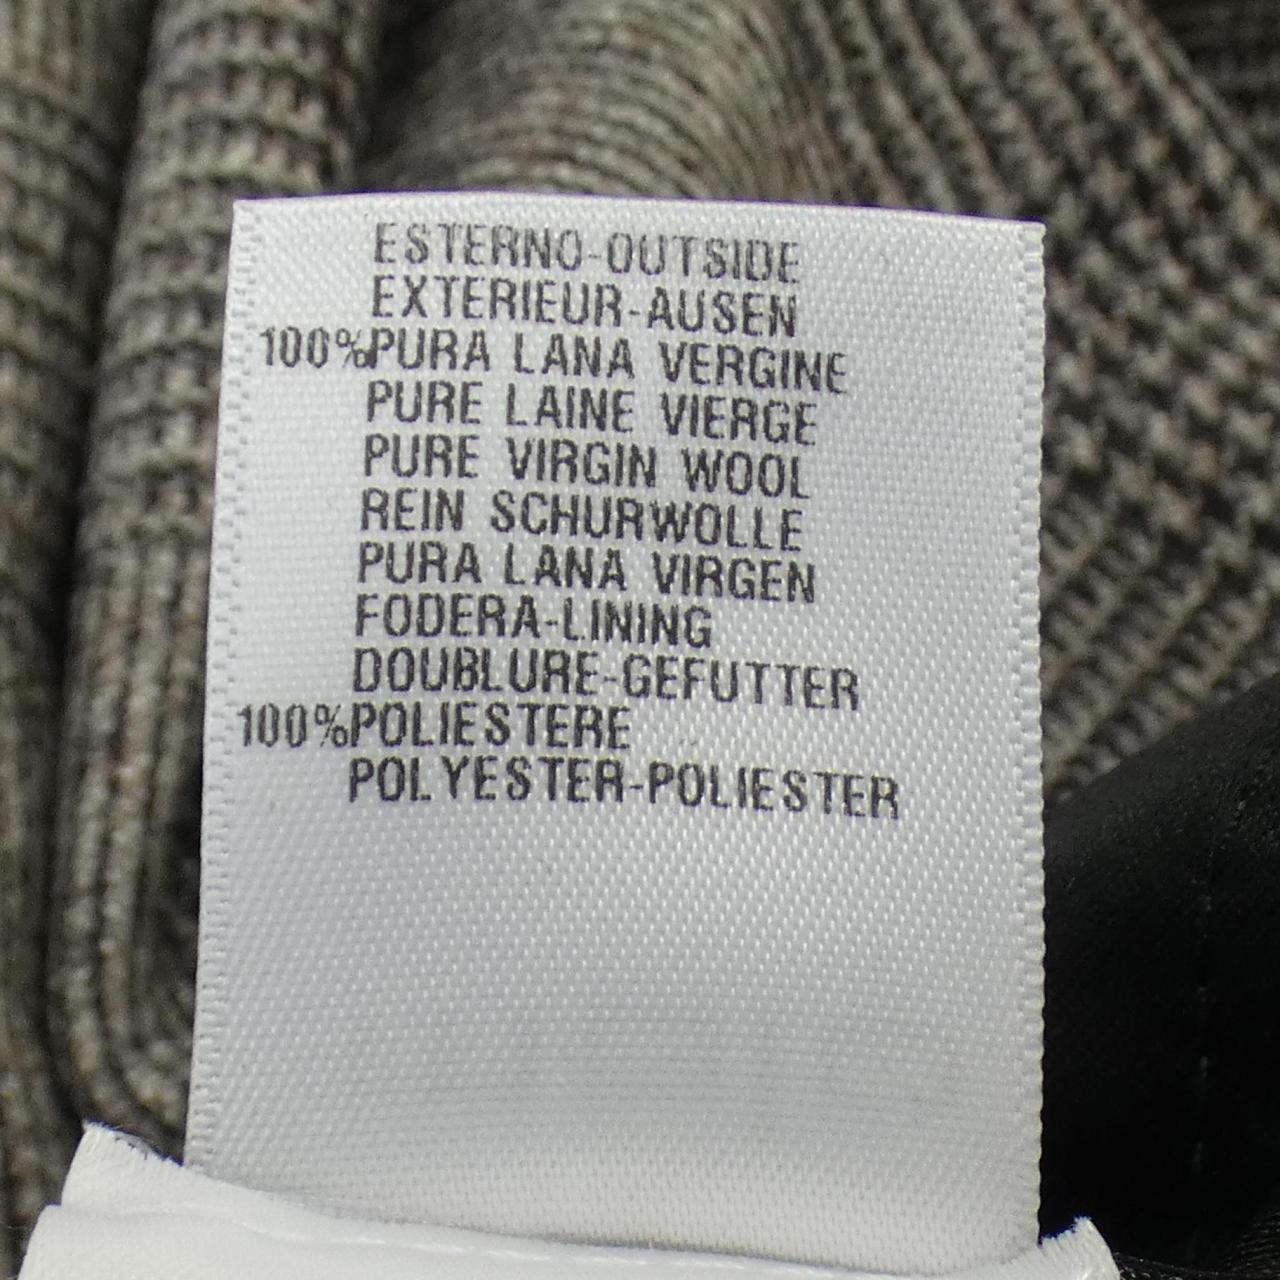 ESTERNO-OUTSIDE
EXTERIEUR-AUSEN
100%PURA LANA VERGINE
PURE LAINE VIERGE
PURE VIRGIN WOOL
REIN SCHURWOLLE
PURA LANA VIRGEN
FODERA-LINING
DOUBLURE-GEFUTTER
100%POLIESTERE
POLYESTER-POLIESTER